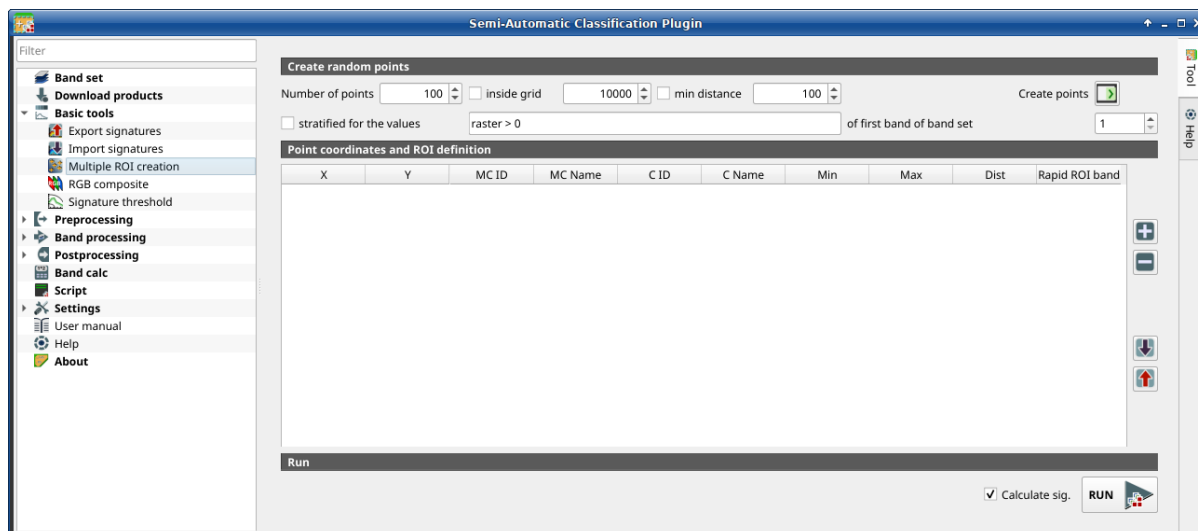 Semi-Automatic Classification Plugin
Filter
Band set
Download products
Basic tools
Export signatures
Import signatures
Multiple ROI creation
RGB composite
Signature threshold
Preprocessing
Band processing
Postprocessing
Band calc
Script
Settings
User manual
Help
About
Create random points
Number of points 100 inside grid 10000 min distance 100 Create points
stratified for the values raster > 0 of first band of band set 1
Point coordinates and ROI definition
X Y MC ID MC Name C ID C Name Min Max Dist Rapid ROI band
Run
Calculate sig. RUN
Tool
Help